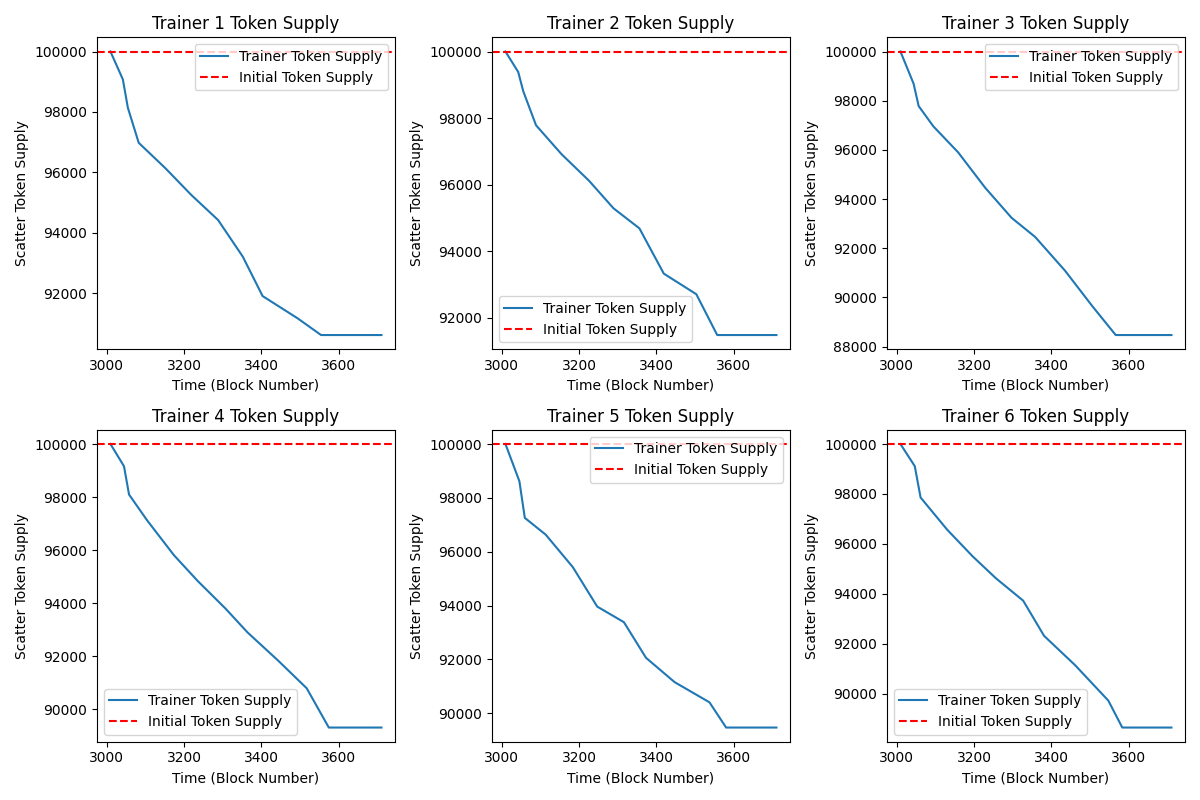 Trainer 1 Token Supply
100000
98000
96000
94000
92000
Scatter Token Supply
Trainer Token Supply
Initial Token Supply
3000 3200 3400 3600
Time (Block Number)
Trainer 2 Token Supply
100000
98000
96000
94000
92000
Scatter Token Supply
Trainer Token Supply
Initial Token Supply
3000 3200 3400 3600
Time (Block Number)
Trainer 3 Token Supply
100000
98000
96000
94000
92000
90000
88000
Scatter Token Supply
Trainer Token Supply
Initial Token Supply
3000 3200 3400 3600
Time (Block Number)
Trainer 4 Token Supply
100000
98000
96000
94000
92000
90000
Scatter Token Supply
Trainer Token Supply
Initial Token Supply
3000 3200 3400 3600
Time (Block Number)
Trainer 5 Token Supply
100000
98000
96000
94000
92000
90000
Scatter Token Supply
Trainer Token Supply
Initial Token Supply
3000 3200 3400 3600
Time (Block Number)
Trainer 6 Token Supply
100000
98000
96000
94000
92000
90000
Scatter Token Supply
Trainer Token Supply
Initial Token Supply
3000 3200 3400 3600
Time (Block Number)